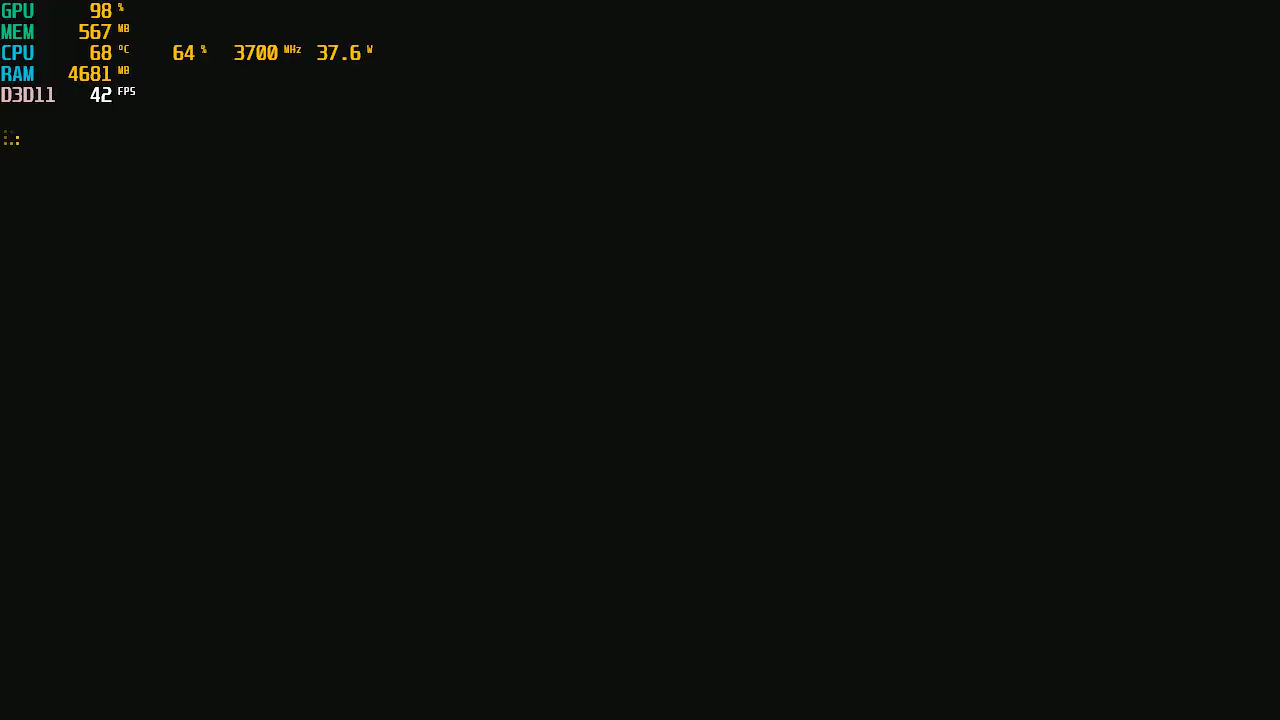 GPU 98 %
MEM 567 MB
CPU 68 °C 64 % 3700 MHz 37.6 W
RAM 4681 MB
D3D11 42 FPS